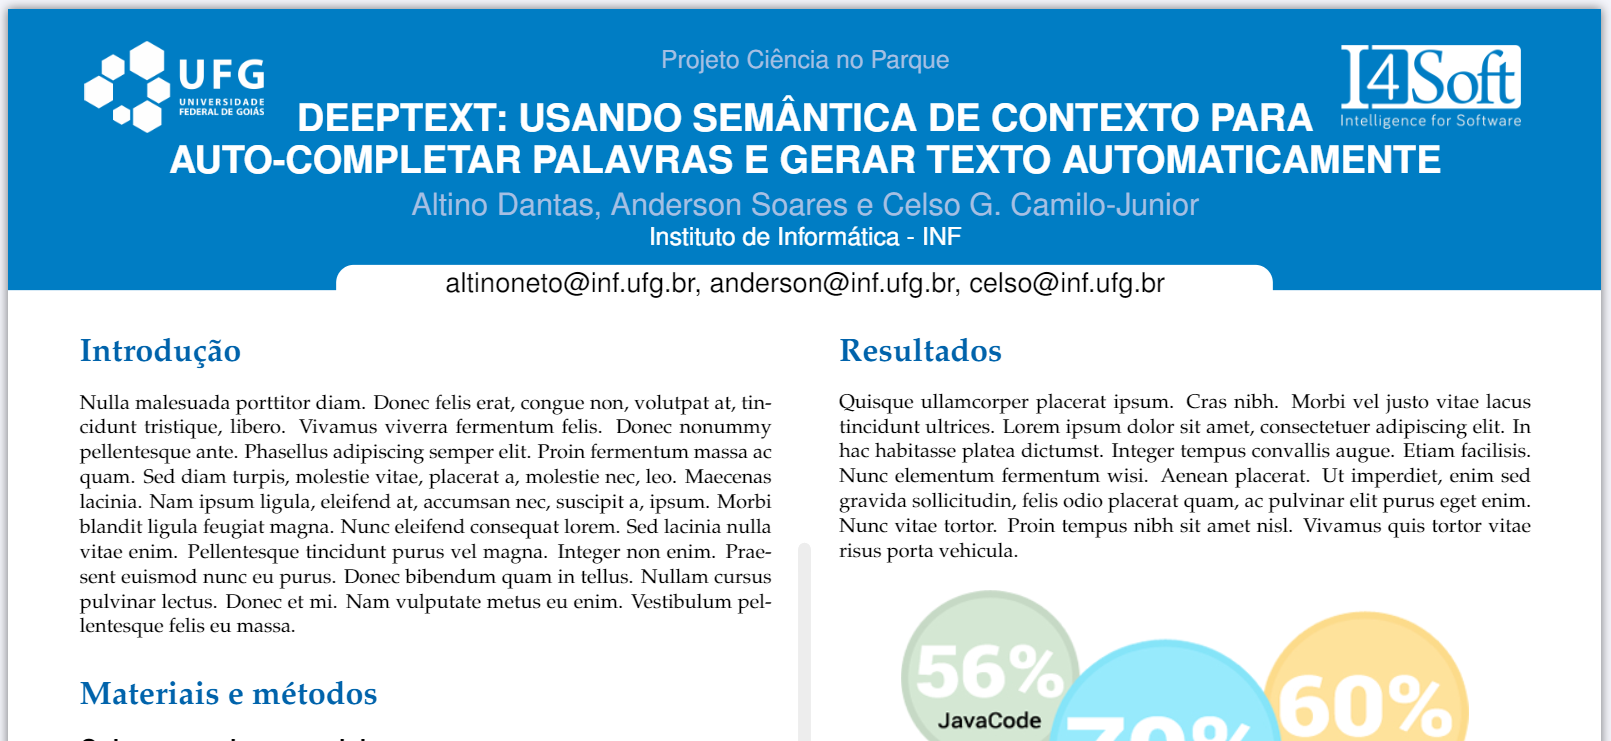 UFG
UNIVERSIDADE
FEDERAL DE GOIÁS
Projeto Ciência no Parque
I4Soft
Intelligence for Software
DEEPTEXT: USANDO SEMÂNTICA DE CONTEXTO PARA
AUTO-COMPLETAR PALAVRAS E GERAR TEXTO AUTOMATICAMENTE
Altino Dantas, Anderson Soares e Celso G. Camilo-Junior
Instituto de Informática - INF
altinoneto@inf.ufg.br, anderson@inf.ufg.br, celso@inf.ufg.br
Introdução
Nulla malesuada porttitor diam. Donec felis erat, congue non, volutpat at, tin-
cidunt tristique, libero. Vivamus viverra fermentum felis. Donec nonummy
pellentesque ante. Phasellus adipiscing semper elit. Proin fermentum massa ac
quam. Sed diam turpis, molestie vitae, placerat a, molestie nec, leo. Maecenas
lacinia. Nam ipsum ligula, eleifend at, accumsan nec, suscipit a, ipsum. Morbi
blandit ligula feugiat magna. Nunc eleifend consequat lorem. Sed lacinia nulla
vitae enim. Pellentesque tincidunt purus vel magna. Integer non enim. Prae-
sent euismod nunc eu purus. Donec bibendum quam in tellus. Nullam cursus
pulvinar lectus. Donec et mi. Nam vulputate metus eu enim. Vestibulum pel-
lentesque felis eu massa.
Materiais e métodos
Resultados
Quisque ullamcorper placerat ipsum. Cras nibh. Morbi vel justo vitae lacus
tincidunt ultrices. Lorem ipsum dolor sit amet, consectetuer adipiscing elit. In
hac habitasse platea dictumst. Integer tempus convallis augue. Etiam facilisis.
Nunc elementum fermentum wisi. Aenean placerat. Ut imperdiet, enim sed
gravida sollicitudin, felis odio placerat quam, ac pulvinar elit purus eget enim.
Nunc vitae tortor. Proin tempus nibh sit amet nisl. Vivamus quis tortor vitae
risus porta vehicula.
56%
JavaCode
60%